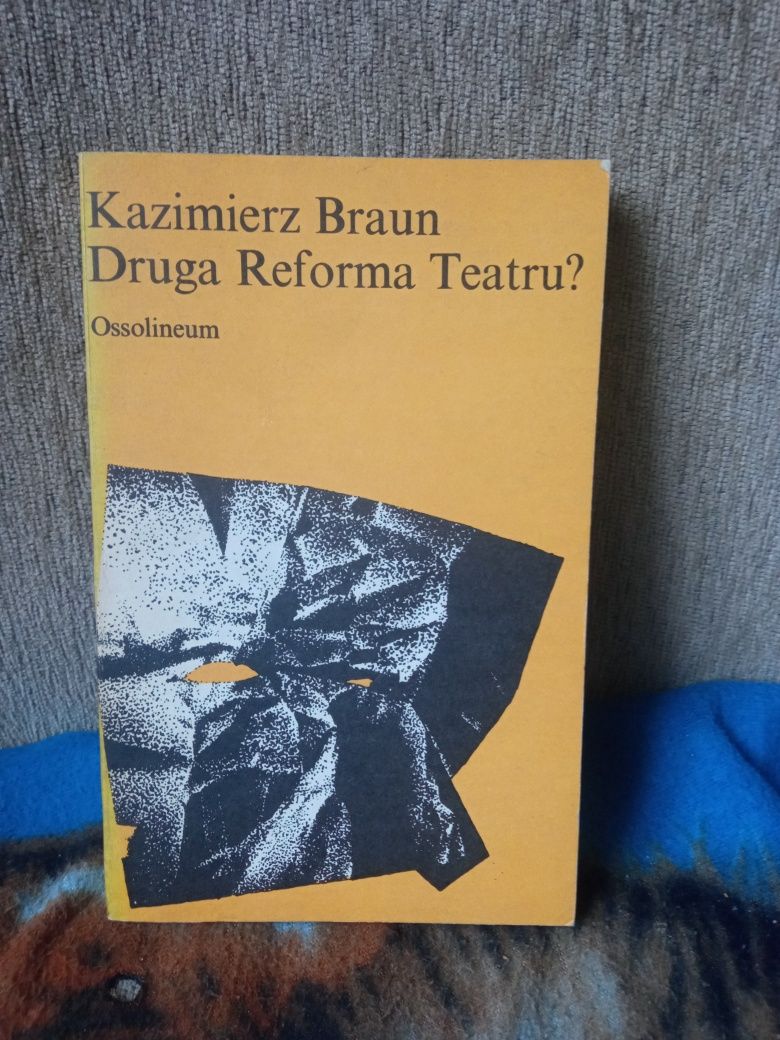 Kazimierz Braun
Druga Reforma Teatru?
Ossolineum